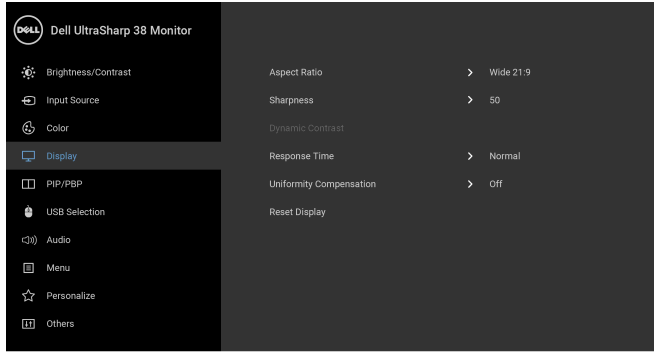 DELL Dell UltraSharp 38 Monitor
Brightness/Contrast
Input Source
Color
Display
PIP/PBP
USB Selection
Audio
Menu
Personalize
Others
Aspect Ratio > Wide 21:9
Sharpness > 50
Dynamic Contrast
Response Time > Normal
Uniformity Compensation > Off
Reset Display